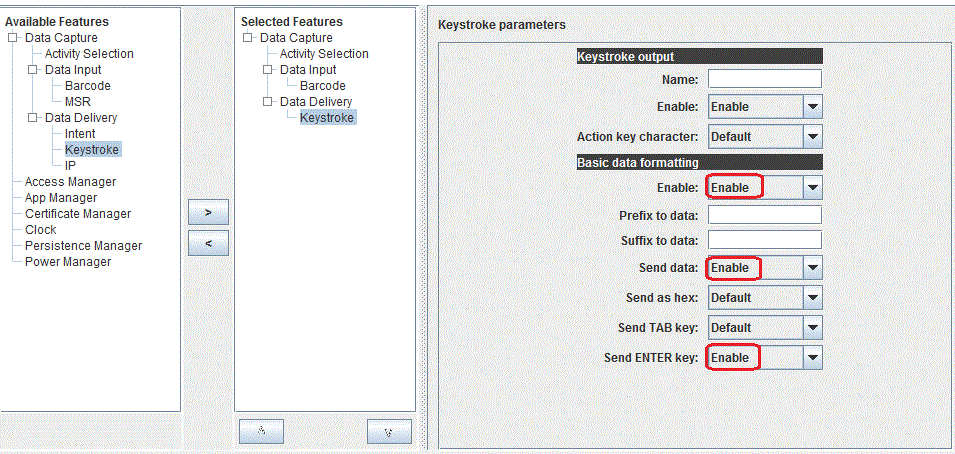 Available Features
Data Capture
Activity Selection
Data Input
Barcode
MSR
Data Delivery
Intent
Keystroke
IP
Access Manager
App Manager
Certificate Manager
Clock
Persistence Manager
Power Manager
>
<
Selected Features
Data Capture
Activity Selection
Data Input
Barcode
Data Delivery
Keystroke
^
v
Keystroke parameters
Keystroke output
Name:
Enable: Enable
Action key character: Default
Basic data formatting
Enable: Enable
Prefix to data:
Suffix to data:
Send data: Enable
Send as hex: Default
Send TAB key: Default
Send ENTER key: Enable